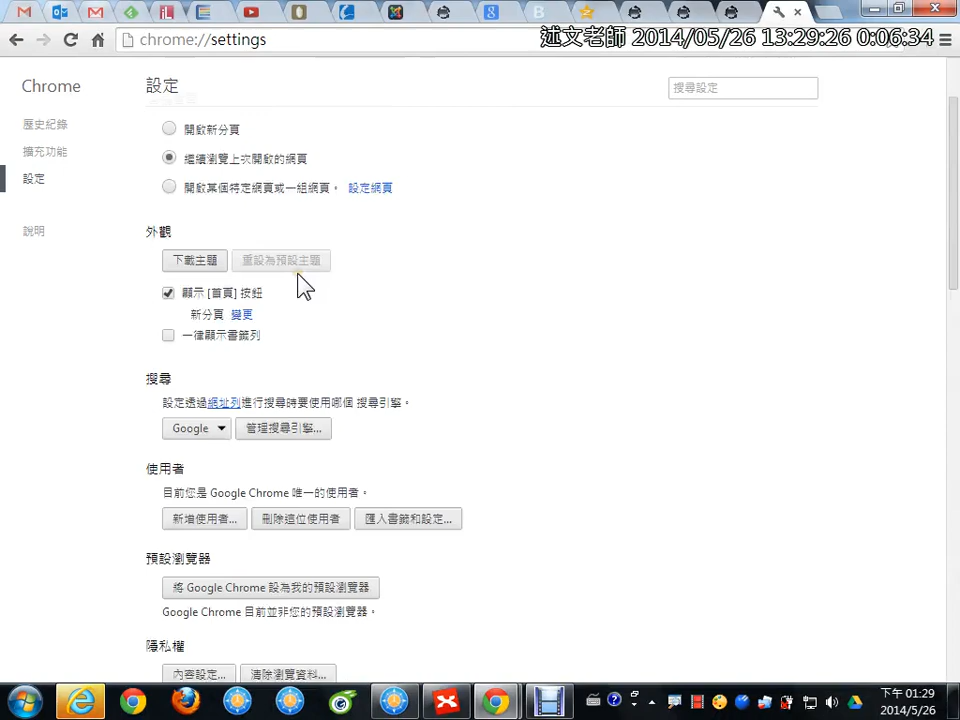 chrome://settings
述文老師 2014/05/26 13:29:26 0:06:34
Chrome
設定
搜尋設定
歷史紀錄
擴充功能
設定
說明
開啟新分頁
繼續瀏覽上次開啟的網頁
開啟某個特定網頁或一組網頁。 設定網頁
外觀
下載主題 重設為預設主題
顯示 [首頁] 按鈕
新分頁 變更
一律顯示書籤列
搜尋
設定透過網址列進行搜尋時要使用哪個 搜尋引擎。
Google 管理搜尋引擎...
使用者
目前您是 Google Chrome 唯一的使用者。
新增使用者... 刪除這位使用者 匯入書籤和設定...
預設瀏覽器
將 Google Chrome 設為我的預設瀏覽器
Google Chrome 目前並非您的預設瀏覽器。
隱私權
內容設定... 清除瀏覽資料...
下午 01:29
2014/5/26